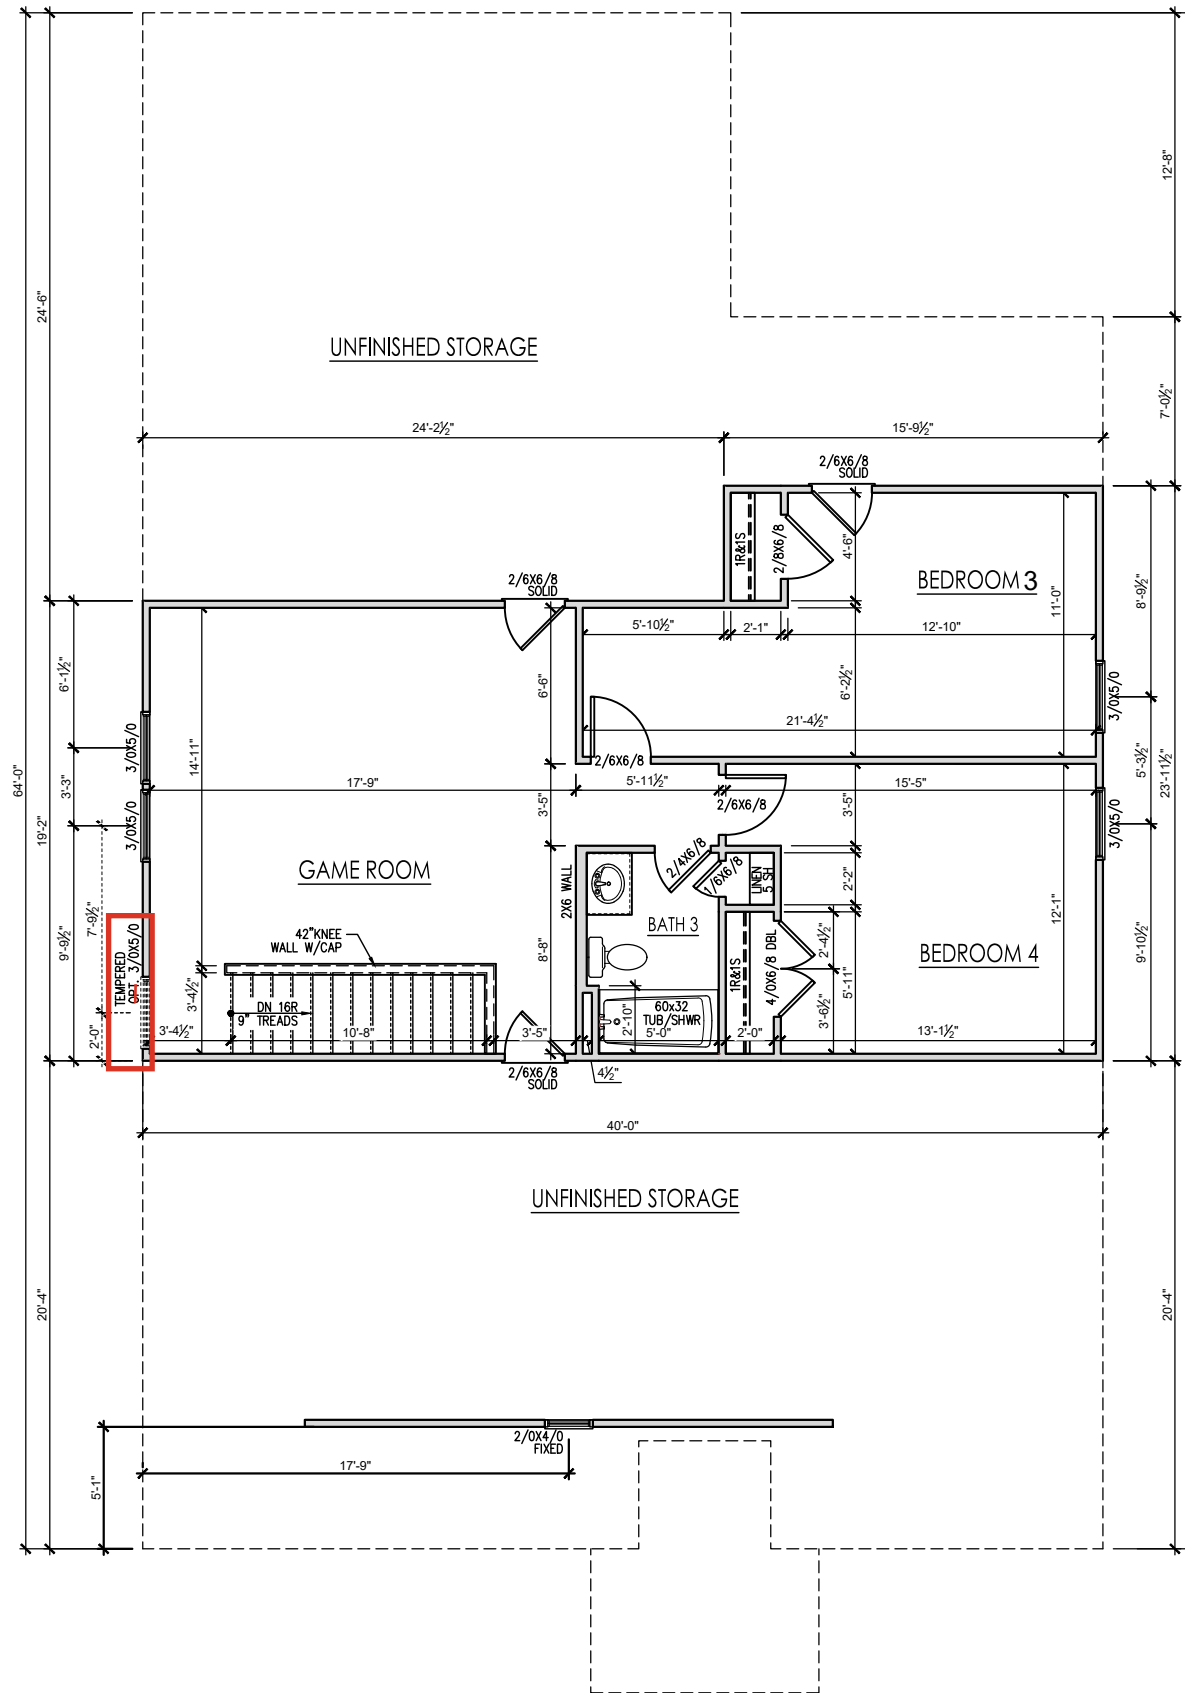 12'-8"
24'-6"
UNFINISHED STORAGE
7'-0½"
24'-2½"
15'-9½"
2/6X6/8
SOLID
1R&1S
2/8X6/8
4'-6"
2/6X6/8
SOLID
BEDROOM 3
11'-0"
8'-9½"
5'-10½"
2'-1"
12'-10"
6'-1½"
6'-6"
6'-2½"
3/0X5/0
21'-4½"
3/0X5/0
14'-11"
2/6X6/8
5'-3½"
23'-11½"
64'-0"
3'-3"
17'-9"
5'-11½"
15'-5"
2/6X6/8
3/0X5/0
3'-5"
3'-5"
3/0X5/0
19'-2"
GAME ROOM
2X6 WALL
2/4X6/8
1/6X6/8
LINEN
5 SH
2'-2"
12'-1"
7'-9½"
9'-9½"
BATH 3
42"KNEE
WALL W/CAP
8'-8"
4/0X6/8 DBL
2'-4½"
9'-10½"
BEDROOM 4
TEMPERED
OPT. 3/0X5/0
3'-4½"
DN 16R
9" TREADS
1R&1S
5'-11"
60x32
TUB/SHWR
2'-10"
3'-6½"
2'-0"
3'-4½"
10'-8"
3'-5"
5'-0"
2'-0"
13'-1½"
2/6X6/8
SOLID
4½"
40'-0"
UNFINISHED STORAGE
20'-4"
20'-4"
2/0X4/0
FIXED
17'-9"
5'-1"